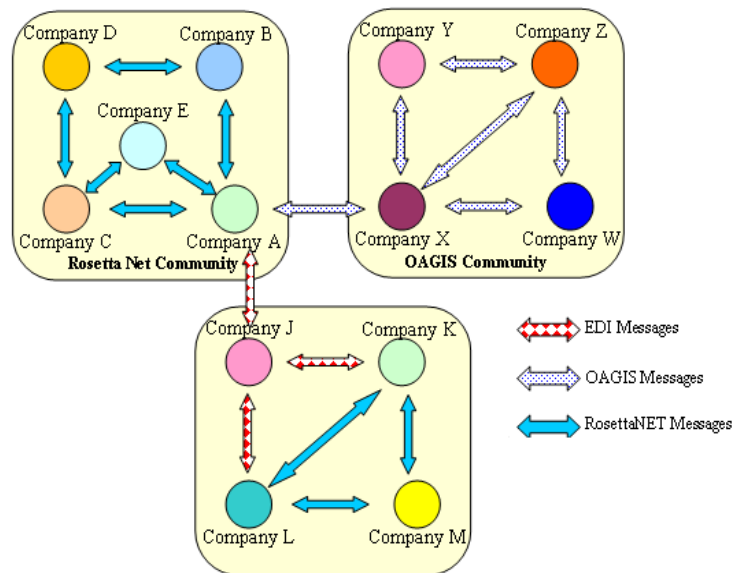 Company D
Company B
Company E
Company C
Company A
Rosetta Net Community
Company Y
Company Z
Company X
Company W
OAGIS Community
Company J
Company K
Company L
Company M
EDI Messages
OAGIS Messages
RosettaNET Messages